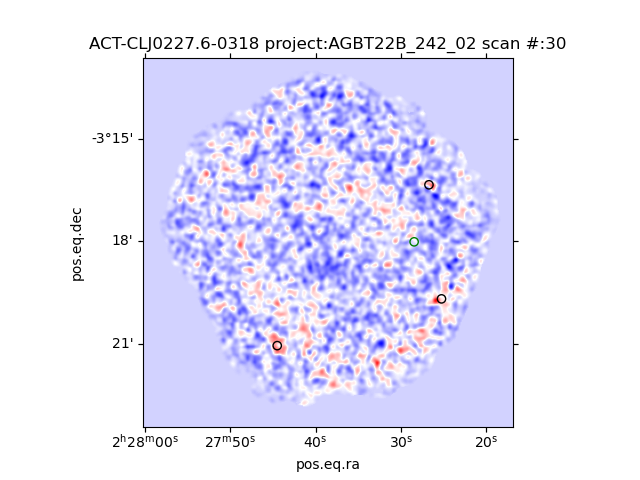 ACT-CLJ0227.6-0318 project:AGBT22B_242_02 scan #:30
-3°15'
18'
21'
pos.eq.dec
2ʰ28ᵐ00ˢ 27ᵐ50ˢ 40ˢ 30ˢ 20ˢ
pos.eq.ra